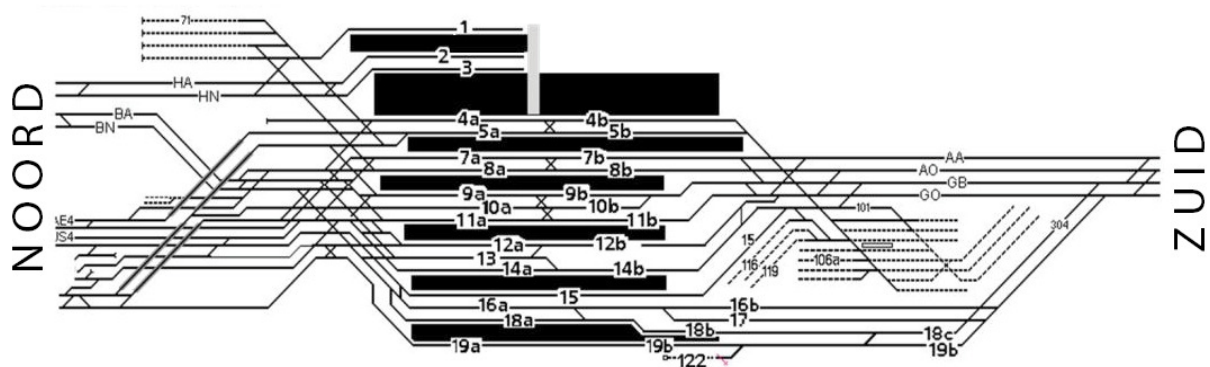 NOORD
ZUID
71
1
2
3
HA
HN
BA
BN
4a 4b
5a 5b
7a 7b
8a 8b
9a 9b
10a 10b
11a 11b
12a 12b
13
14a 14b
15
16a 16b
17
18a 18b 18c
19a 19b 19b
122
AA
AO
GB
GO
101
15
116
119
106a
304
AE4
US4